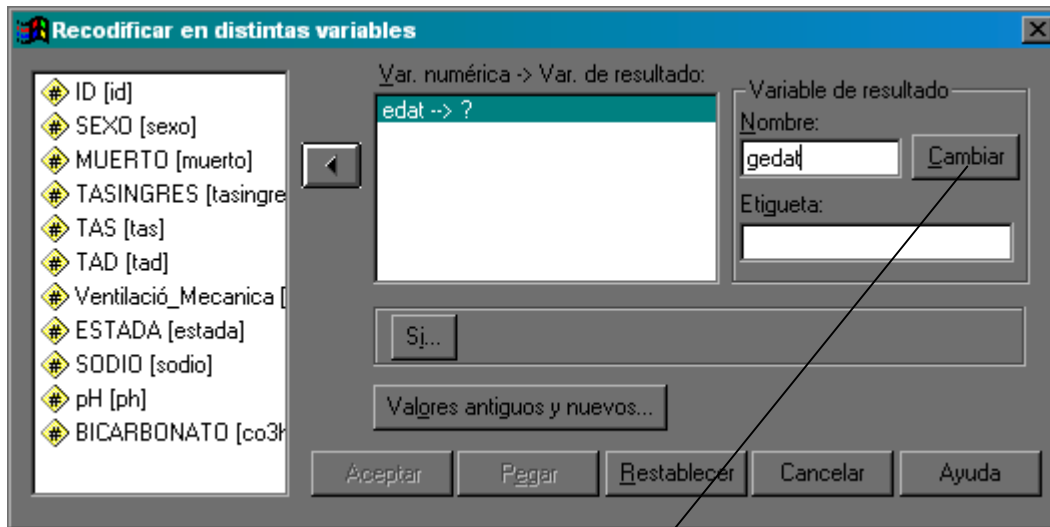 Recodificar en distintas variables
ID [id]
SEXO [sexo]
MUERTO [muerto]
TASINGRES [tasingre
TAS [tas]
TAD [tad]
Ventilació_Mecanica [
ESTADA [estada]
SODIO [sodio]
pH [ph]
BICARBONATO [co3h
Var. numérica -> Var. de resultado:
edat --> ?
Variable de resultado
Nombre:
gedat
Cambiar
Etiqueta:
Si...
Valores antiguos y nuevos...
Aceptar
Pegar
Restablecer
Cancelar
Ayuda